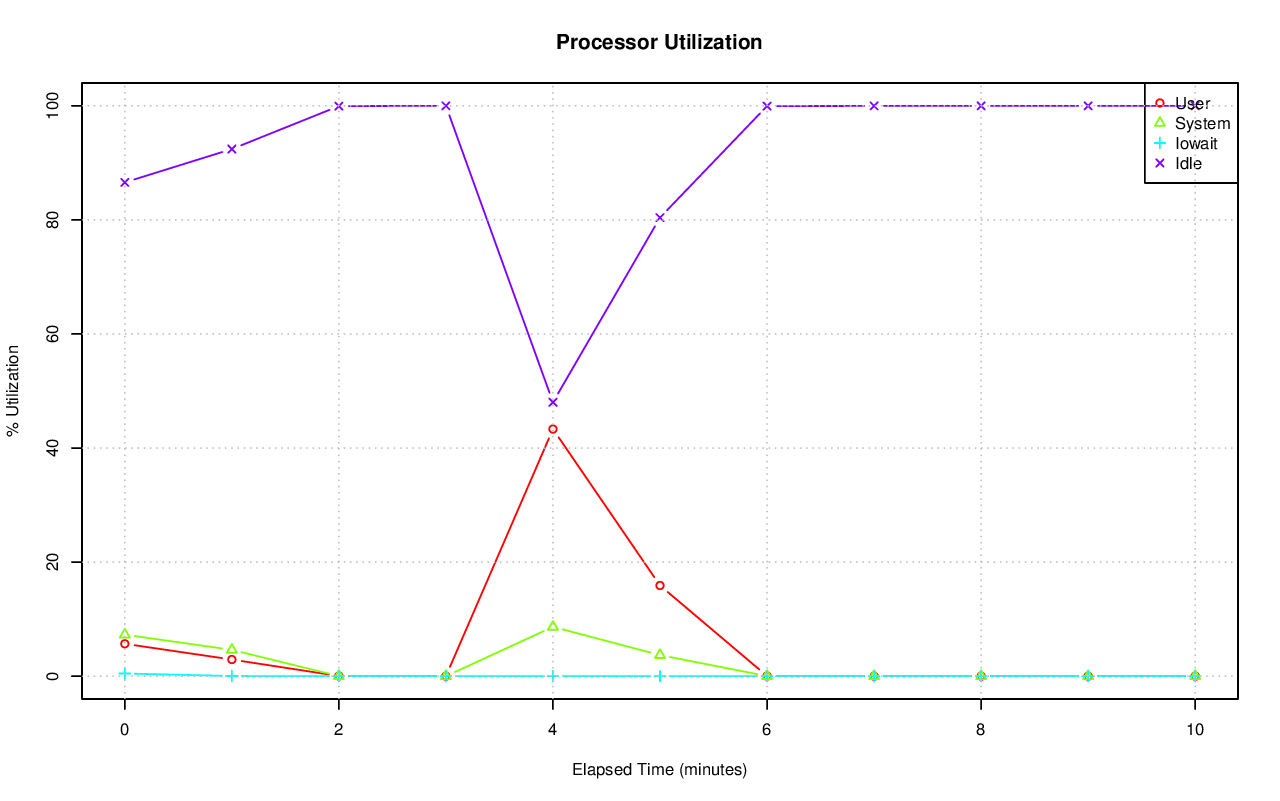 Processor Utilization
100
80
60
40
20
0
% Utilization
User
System
Iowait
Idle
0 2 4 6 8 10
Elapsed Time (minutes)